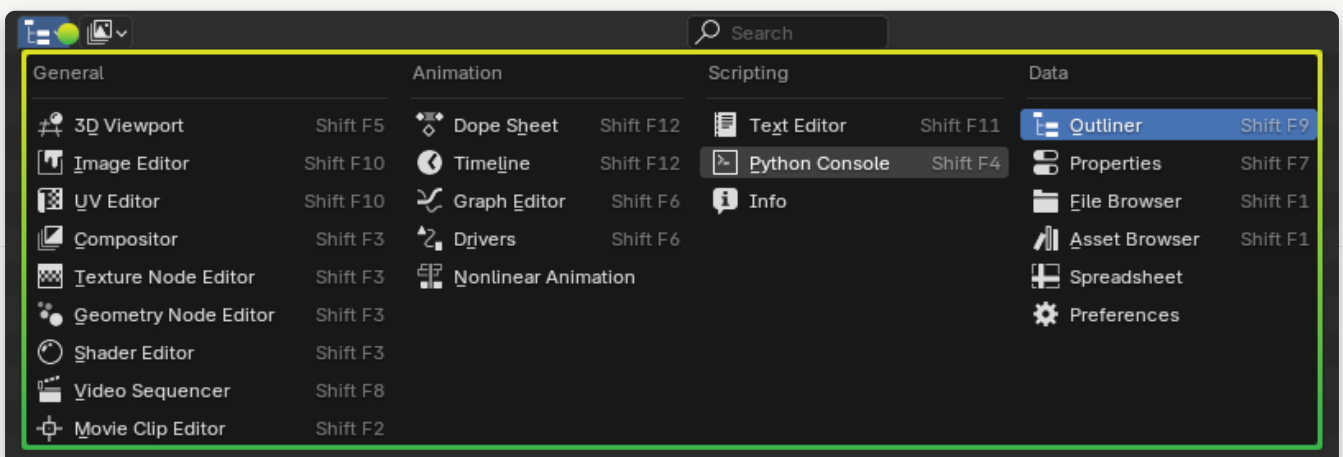 Search
General
3D Viewport Shift F5
Image Editor Shift F10
UV Editor Shift F10
Compositor Shift F3
Texture Node Editor Shift F3
Geometry Node Editor Shift F3
Shader Editor Shift F3
Video Sequencer Shift F8
Movie Clip Editor Shift F2
Animation
Dope Sheet Shift F12
Timeline Shift F12
Graph Editor Shift F6
Drivers Shift F6
Nonlinear Animation
Scripting
Text Editor Shift F11
Python Console Shift F4
Info
Data
Outliner Shift F9
Properties Shift F7
File Browser Shift F1
Asset Browser Shift F1
Spreadsheet
Preferences